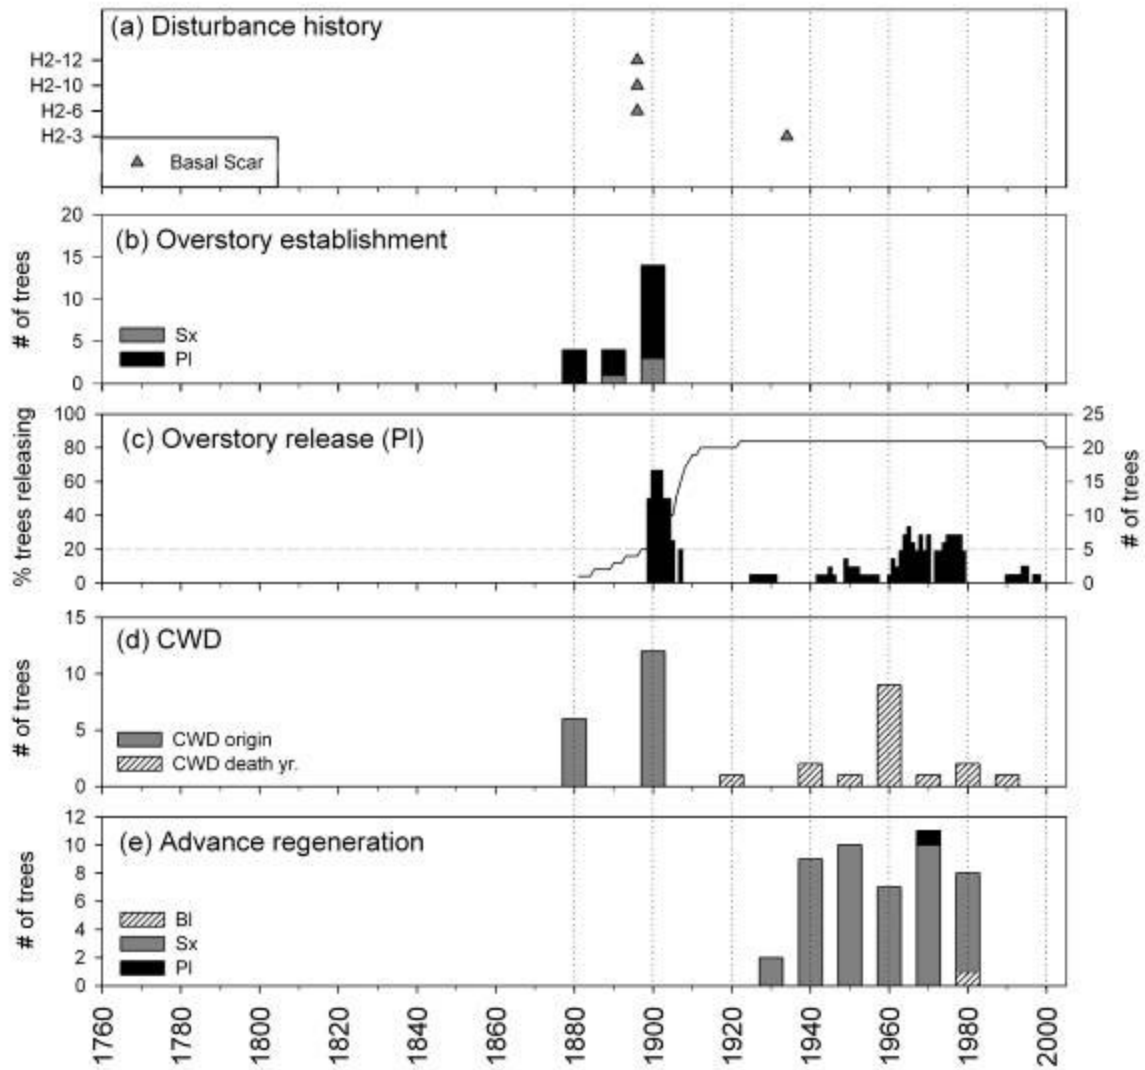 (a) Disturbance history
H2-12
H2-10
H2-6
H2-3
Basal Scar
(b) Overstory establishment
# of trees
20
15
10
5
0
Sx
Pl
(c) Overstory release (Pl)
% trees releasing
100
80
60
40
20
0
25
20
15
10
5
0
# of trees
(d) CWD
# of trees
15
10
5
0
CWD origin
CWD death yr.
(e) Advance regeneration
# of trees
12
10
8
6
4
2
0
Bl
Sx
Pl
1760 1780 1800 1820 1840 1860 1880 1900 1920 1940 1960 1980 2000